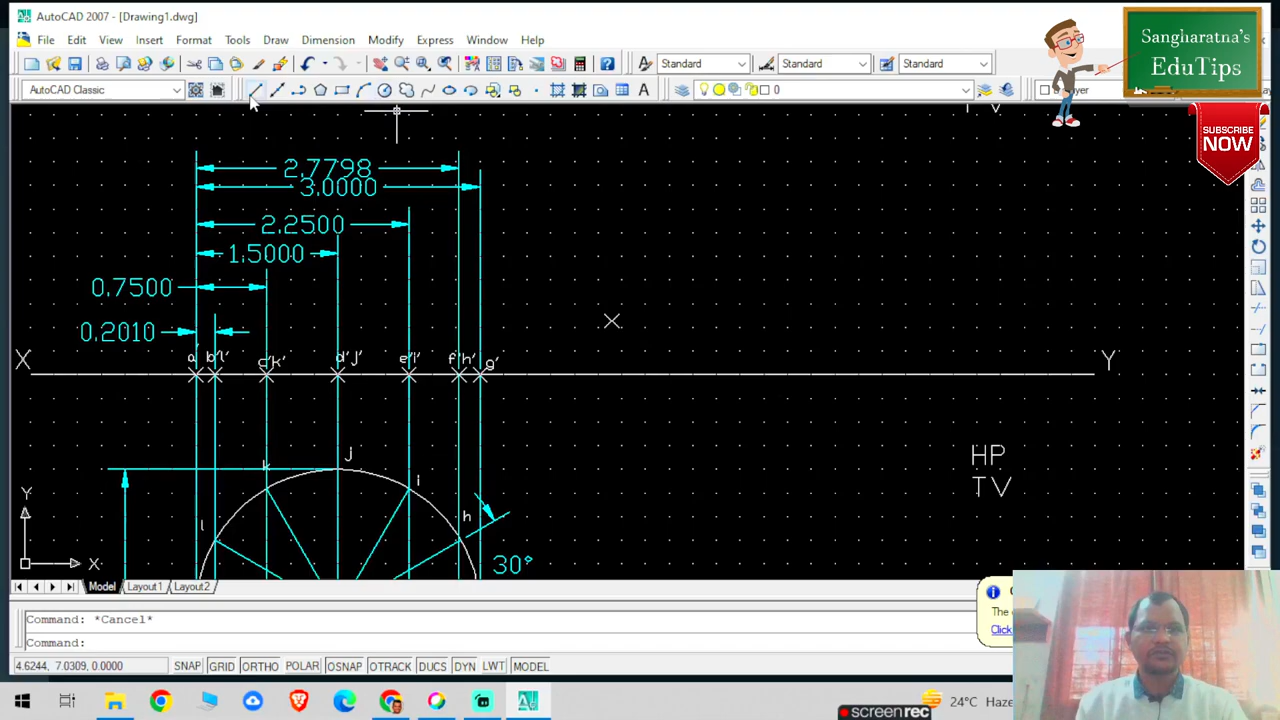 AutoCAD 2007 - [Drawing1.dwg]
File Edit View Insert Format Tools Draw Dimension Modify Express Window Help
Sangharatna's
EduTips
Standard Standard Standard
AutoCAD Classic
0
SUBSCRIBE
NOW
2.7798
3.0000
2.2500
1.5000
0.7500
0.2010
X
a' b'l' c'k' d'J' e'i' f'h' g'
Y
j
k
i
HP
TV
l
h
30°
Y
X
Model Layout1 Layout2
Command: *Cancel*
Command:
The
Click
4.6244, 7.0309, 0.0000 SNAP GRID ORTHO POLAR OSNAP OTRACK DUCS DYN LWT MODEL
24°C Haze
screenrec